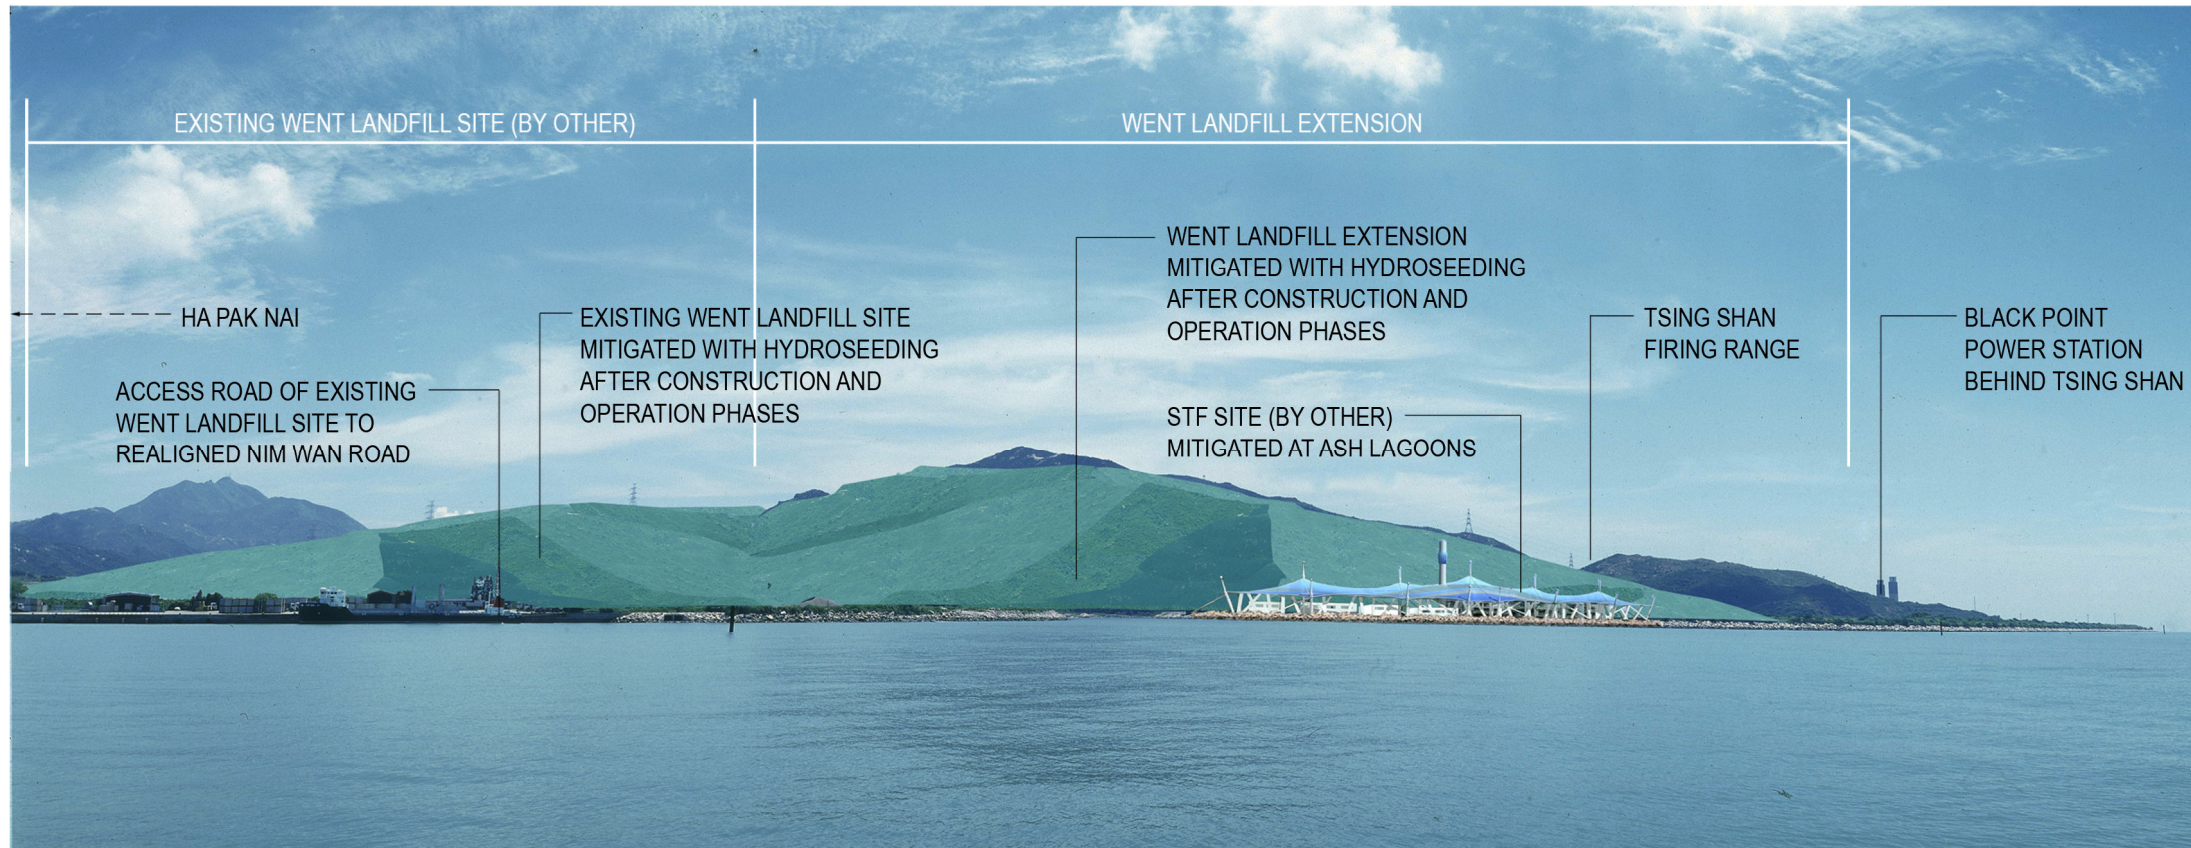 EXISTING WENT LANDFILL SITE (BY OTHER)
WENT LANDFILL EXTENSION
HA PAK NAI
ACCESS ROAD OF EXISTING
WENT LANDFILL SITE TO
REALIGNED NIM WAN ROAD
EXISTING WENT LANDFILL SITE
MITIGATED WITH HYDROSEEDING
AFTER CONSTRUCTION AND
OPERATION PHASES
WENT LANDFILL EXTENSION
MITIGATED WITH HYDROSEEDING
AFTER CONSTRUCTION AND
OPERATION PHASES
STF SITE (BY OTHER)
MITIGATED AT ASH LAGOONS
TSING SHAN
FIRING RANGE
BLACK POINT
POWER STATION
BEHIND TSING SHAN